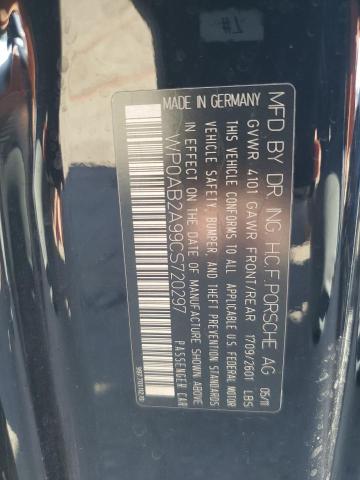 MFD BY DR. ING. H.C.F. PORSCHE AG 05/11
GVWR 4101 GAWR FRONT/REAR 1709/2601 LBS
THIS VEHICLE CONFORMS TO ALL APPLICABLE US FEDERAL MOTOR
VEHICLE SAFETY, BUMPER, AND THEFT PREVENTION STANDARDS
IN EFFECT ON THE DATE OF MANUFACTURE SHOWN ABOVE
WP0AB2A99CS720297 PASSENGER CAR
MADE IN GERMANY